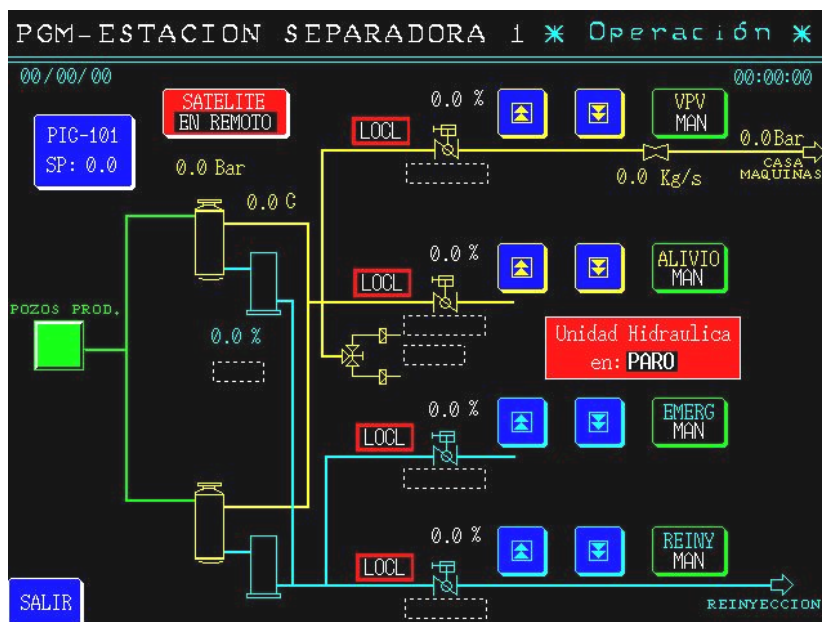 PGM-ESTACION SEPARADORA 1 * Operación *
00/00/00
00:00:00
SATELITE
EN REMOTO
0.0 %
VPV
MAN
PIC-101
SP: 0.0
LOCL
0.0Bar
CASA
MAQUINAS
0.0 Bar
0.0 Kg/s
0.0 C
0.0 %
ALIVIO
MAN
LOCL
POZOS PROD.
0.0 %
Unidad Hidraulica
en: PARO
0.0 %
EMERG
MAN
LOCL
0.0 %
REINY
MAN
LOCL
SALIR
REINYECCION